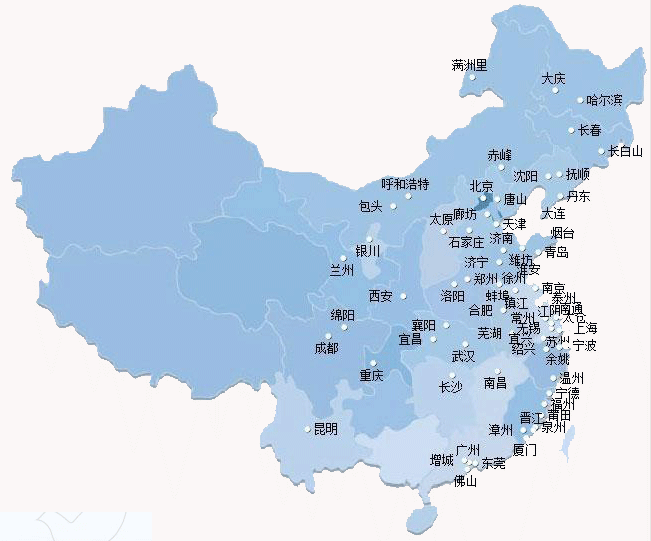 满洲里
大庆
哈尔滨
长春
长白山
赤峰
沈阳
抚顺
呼和浩特
北京
丹东
包头
唐山
廊坊
大连
太原
天津
烟台
石家庄
济南
银川
青岛
兰州
济宁
潍坊
淮安
郑州
徐州
西安
洛阳
蚌埠
南京
泰州
镇江
合肥
江阴
南通
绵阳
常州
太仓
襄阳
无锡
上海
芜湖
宜兴
成都
宜昌
苏州
宁波
绍兴
武汉
余姚
重庆
温州
长沙
南昌
宁德
福州
莆田
晋江
昆明
漳州
泉州
厦门
广州
增城
东莞
佛山